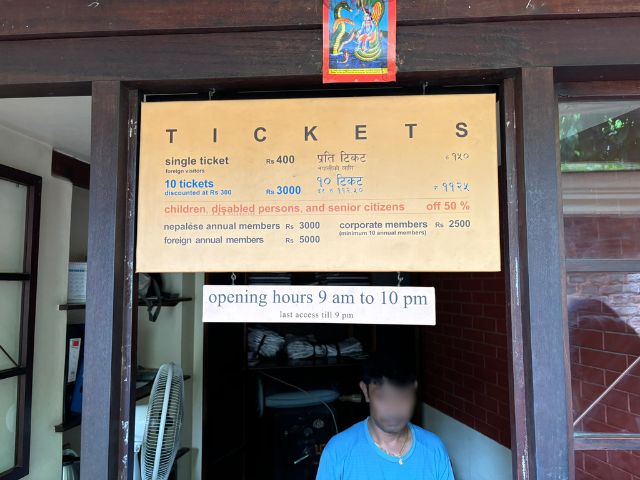 TICKETS
single ticket Rs 400 प्रति टिकट रु १५०
foreign visitors नेपालीको लागि
10 tickets Rs 3000 १० टिकट रु ११२५
discounted at Rs 300
children, disabled persons, and senior citizens off 50 %
nepalese annual members Rs 3000 corporate members Rs 2500
(minimum 10 annual members)
foreign annual members Rs 5000
opening hours 9 am to 10 pm
last access till 9 pm